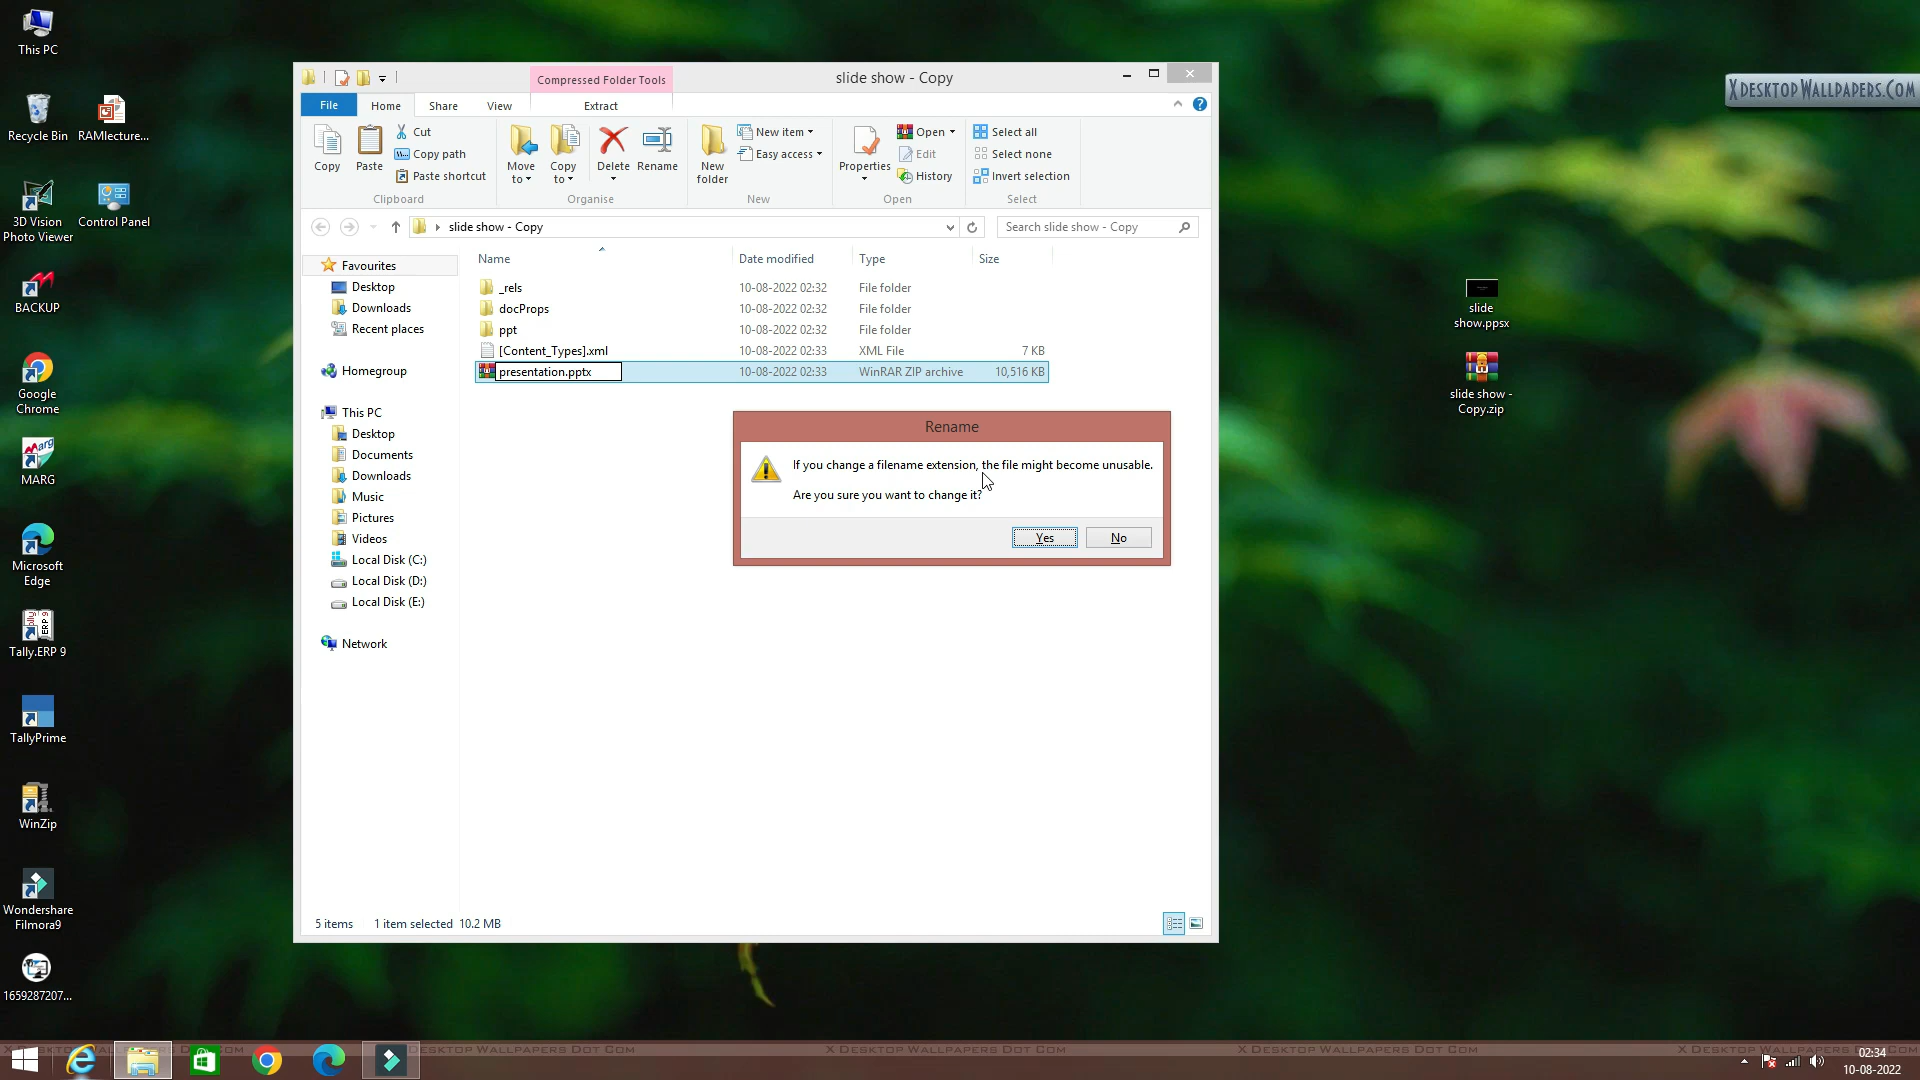 This PC
Recycle Bin
RAMlecture...
3D Vision
Photo Viewer
Control Panel
BACKUP
Google
Chrome
MARG
Microsoft
Edge
Tally.ERP 9
TallyPrime
WinZip
Wondershare
Filmora9
1659287207...
Compressed Folder Tools
slide show - Copy
File
Home
Share
View
Extract
Copy
Paste
Cut
Copy path
Paste shortcut
Clipboard
Move
to
Copy
to
Delete
Rename
Organise
New
folder
New item
Easy access
New
Properties
Open
Edit
History
Open
Select all
Select none
Invert selection
Select
slide show - Copy
Search slide show - Copy
Favourites
Desktop
Downloads
Recent places
Homegroup
This PC
Desktop
Documents
Downloads
Music
Pictures
Videos
Local Disk (C:)
Local Disk (D:)
Local Disk (E:)
Network
Name Date modified Type Size
_rels 10-08-2022 02:32 File folder
docProps 10-08-2022 02:32 File folder
ppt 10-08-2022 02:32 File folder
[Content_Types].xml 10-08-2022 02:33 XML File 7 KB
presentation.pptx 10-08-2022 02:33 WinRAR ZIP archive 10,516 KB
Rename
If you change a filename extension, the file might become unusable.
Are you sure you want to change it?
Yes
No
5 items 1 item selected 10.2 MB
XDesktopWallpapers.Com
slide
show.ppsx
slide show -
Copy.zip
X Desktop Wallpapers Dot Com
X Desktop Wallpapers Dot Com
02:34
10-08-2022